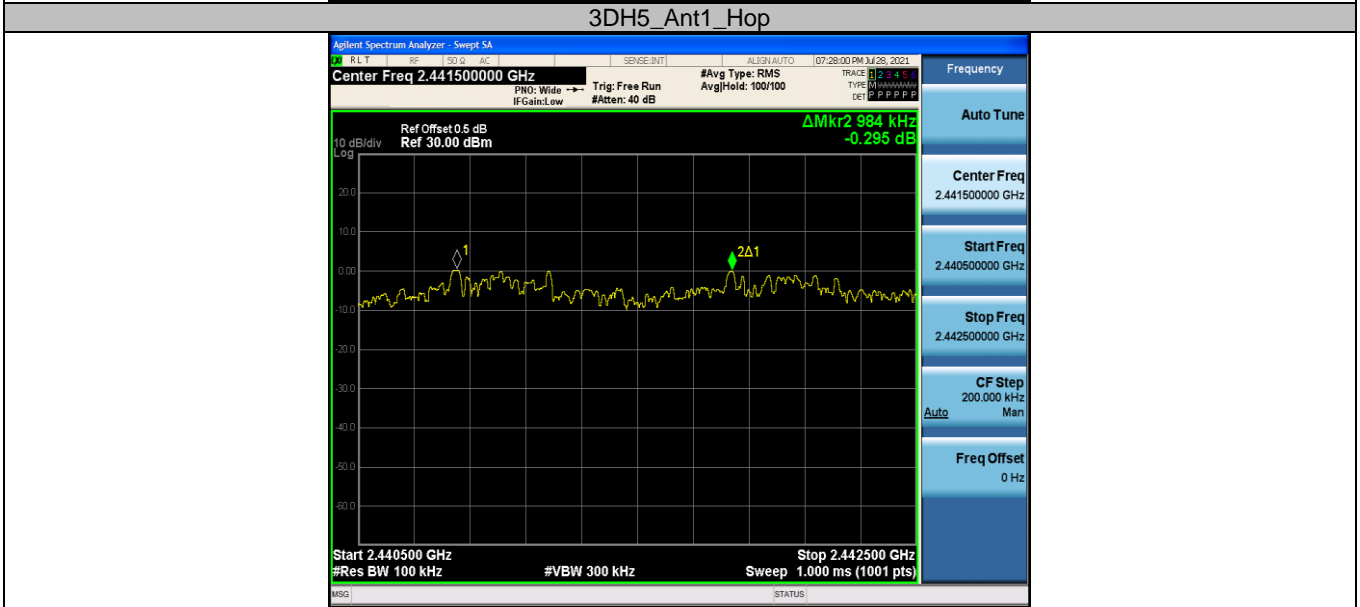 3DH5_Ant1_Hop
Agilent Spectrum Analyzer - Swept SA
RLT RF 50 Ω AC SENSE:INT ALIGN AUTO 07:28:00 PM Jul 28, 2021
Center Freq 2.441500000 GHz
PNO: Wide
IFGain:Low
Trig: Free Run
#Atten: 40 dB
#Avg Type: RMS
Avg|Hold: 100/100
TRACE 1 2 3 4 5 6
TYPE M
DET P P P P P P
ΔMkr2 984 kHz
-0.295 dB
Ref Offset 0.5 dB
10 dB/div Ref 30.00 dBm
Log
20.0
10.0
0.00
-10.0
-20.0
-30.0
-40.0
-50.0
-60.0
1
2Δ1
Start 2.440500 GHz Stop 2.442500 GHz
#Res BW 100 kHz #VBW 300 kHz Sweep 1.000 ms (1001 pts)
MSG STATUS
Frequency
Auto Tune
Center Freq
2.441500000 GHz
Start Freq
2.440500000 GHz
Stop Freq
2.442500000 GHz
CF Step
200.000 kHz
Auto Man
Freq Offset
0 Hz